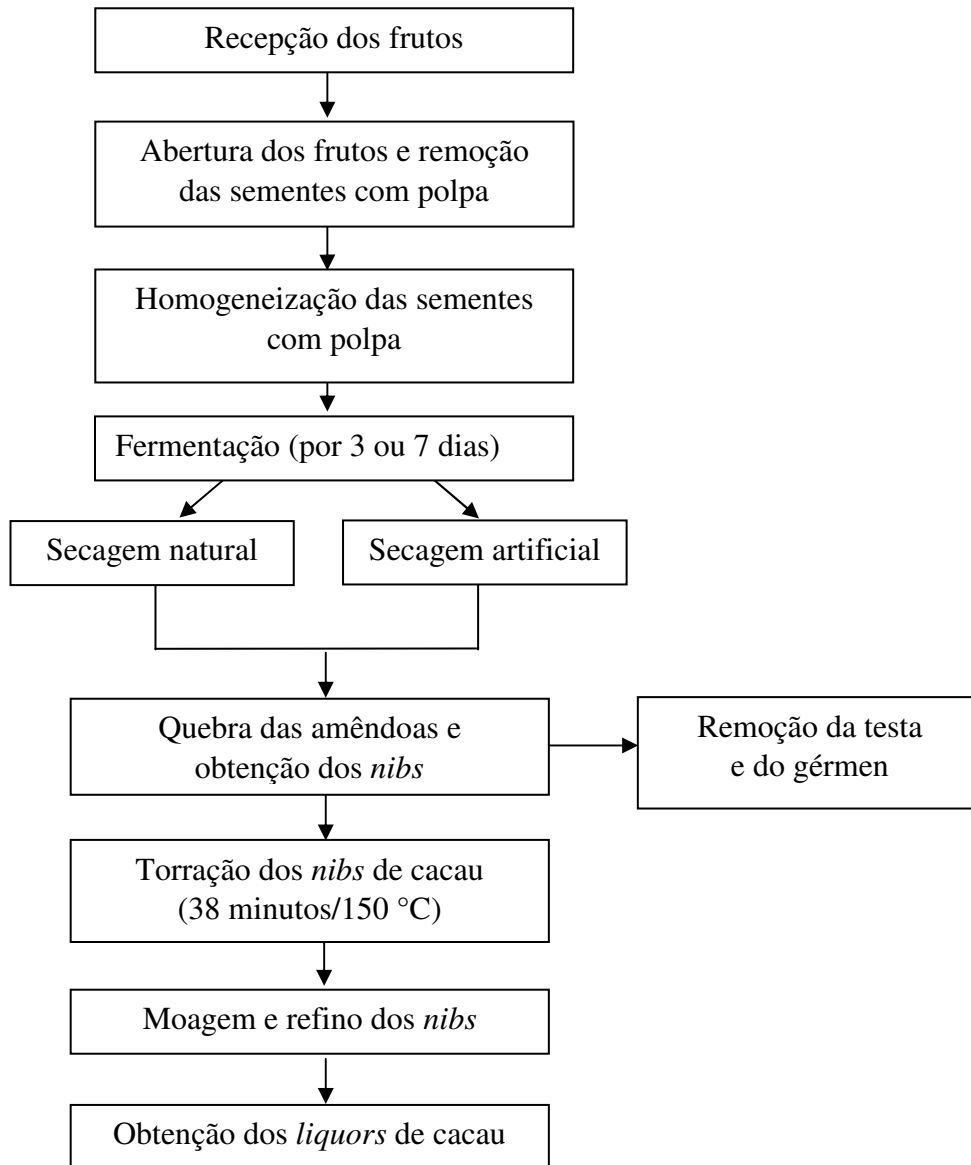 Recepção dos frutos
Abertura dos frutos e remoção
das sementes com polpa
Homogeneização das sementes
com polpa
Fermentação (por 3 ou 7 dias)
Secagem natural
Secagem artificial
Quebra das amêndoas e
obtenção dos nibs
Remoção da testa
e do gérmen
Torração dos nibs de cacau
(38 minutos/150 °C)
Moagem e refino dos nibs
Obtenção dos liquors de cacau